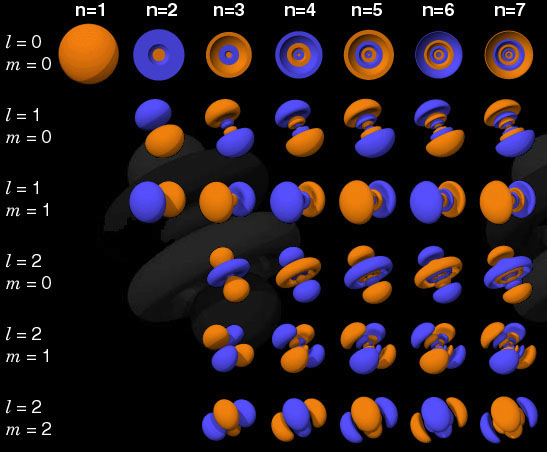 n=1 n=2 n=3 n=4 n=5 n=6 n=7
l = 0
m = 0
l = 1
m = 0
l = 1
m = 1
l = 2
m = 0
l = 2
m = 1
l = 2
m = 2